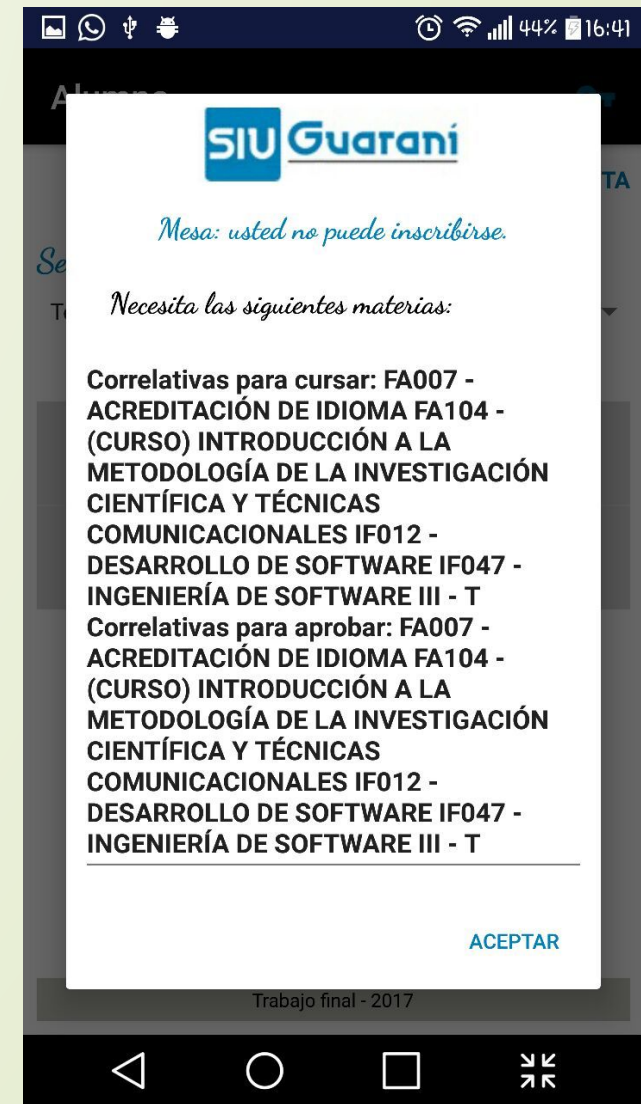 44% 16:41
Alumno
SIU Guaraní
TA
Mesa: usted no puede inscribirse.
Se
Necesita las siguientes materias:
Correlativas para cursar: FA007 -
ACREDITACIÓN DE IDIOMA FA104 -
(CURSO) INTRODUCCIÓN A LA
METODOLOGÍA DE LA INVESTIGACIÓN
CIENTÍFICA Y TÉCNICAS
COMUNICACIONALES IF012 -
DESARROLLO DE SOFTWARE IF047 -
INGENIERÍA DE SOFTWARE III - T
Correlativas para aprobar: FA007 -
ACREDITACIÓN DE IDIOMA FA104 -
(CURSO) INTRODUCCIÓN A LA
METODOLOGÍA DE LA INVESTIGACIÓN
CIENTÍFICA Y TÉCNICAS
COMUNICACIONALES IF012 -
DESARROLLO DE SOFTWARE IF047 -
INGENIERÍA DE SOFTWARE III - T
ACEPTAR
Trabajo final - 2017